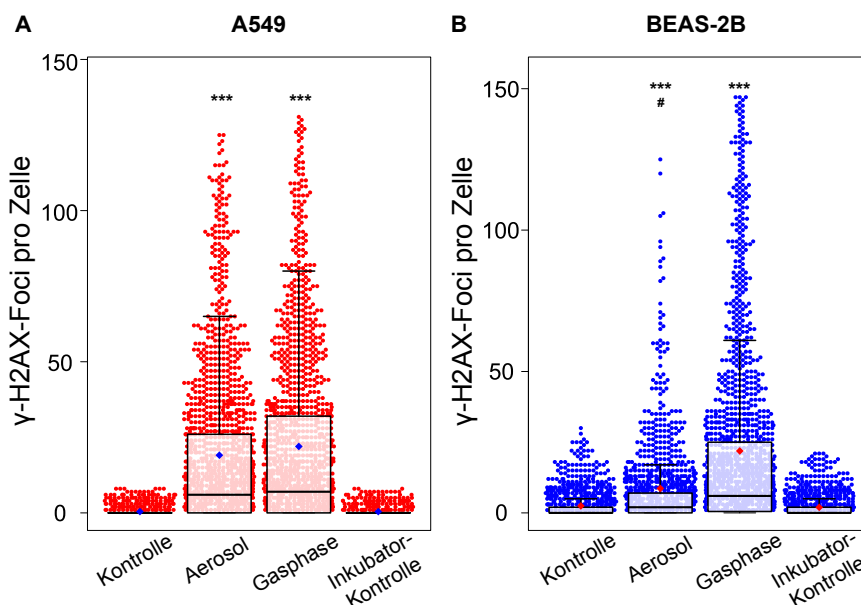 A
A549
γ-H2AX-Foci pro Zelle
150
100
50
0
***
***
Kontrolle
Aerosol
Gasphase
Inkubator-
Kontrolle
B
BEAS-2B
γ-H2AX-Foci pro Zelle
150
100
50
0
***
#
***
Kontrolle
Aerosol
Gasphase
Inkubator-
Kontrolle